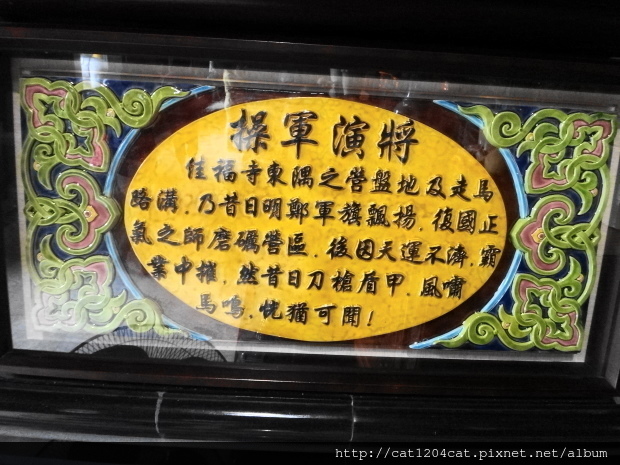 操軍演將
佳福寺東隅之營盤地及走馬
路溝，乃昔日明鄭軍旗飄揚，復國正
氣之師磨礪營區，後因天運不濟，霸
業中摧，然昔日刀槍盾甲，風嘯
馬鳴，恍猶可聞！
http://cat1204cat.pixnet.net/album